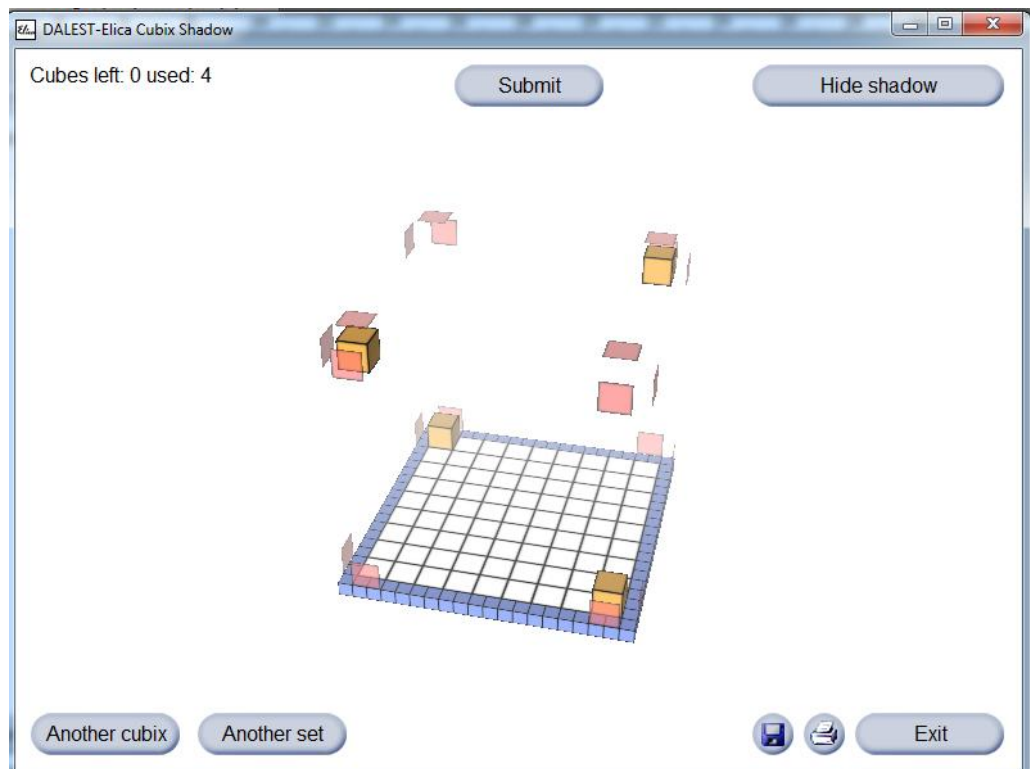 DALEST-Elica Cubix Shadow
Cubes left: 0 used: 4
Submit
Hide shadow
Another cubix
Another set
Exit